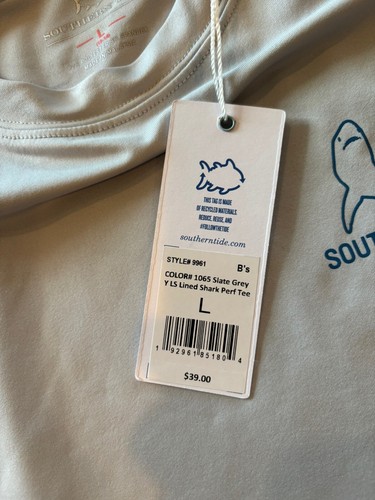 SOUTHERN
L
THIS TAG IS MADE
OF RECYCLED MATERIALS
REDUCE, REUSE, AND
#FOLLOWTHETIDE
southerntide.com
STYLE# 9961 B's
COLOR# 1065 Slate Grey
Y LS Lined Shark Perf Tee
L
1 92961 85180 4
$39.00
SOUT